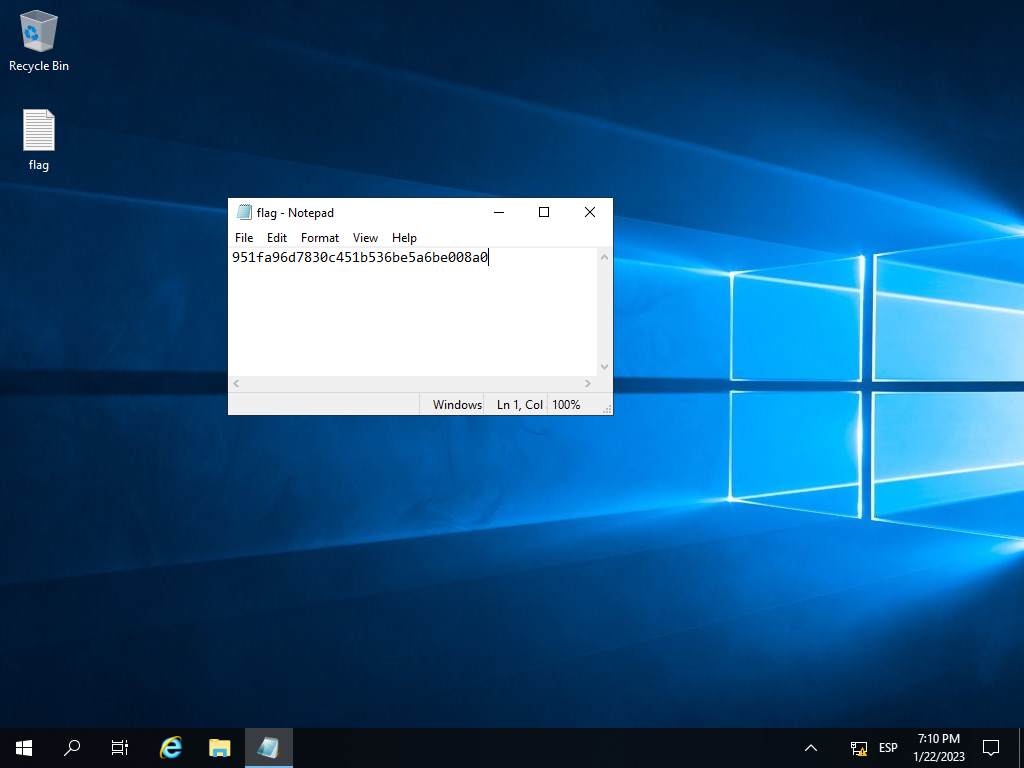 Recycle Bin
flag
flag - Notepad
File Edit Format View Help
951fa96d7830c451b536be5a6be008a0
Windows Ln 1, Col 100%
ESP
7:10 PM
1/22/2023